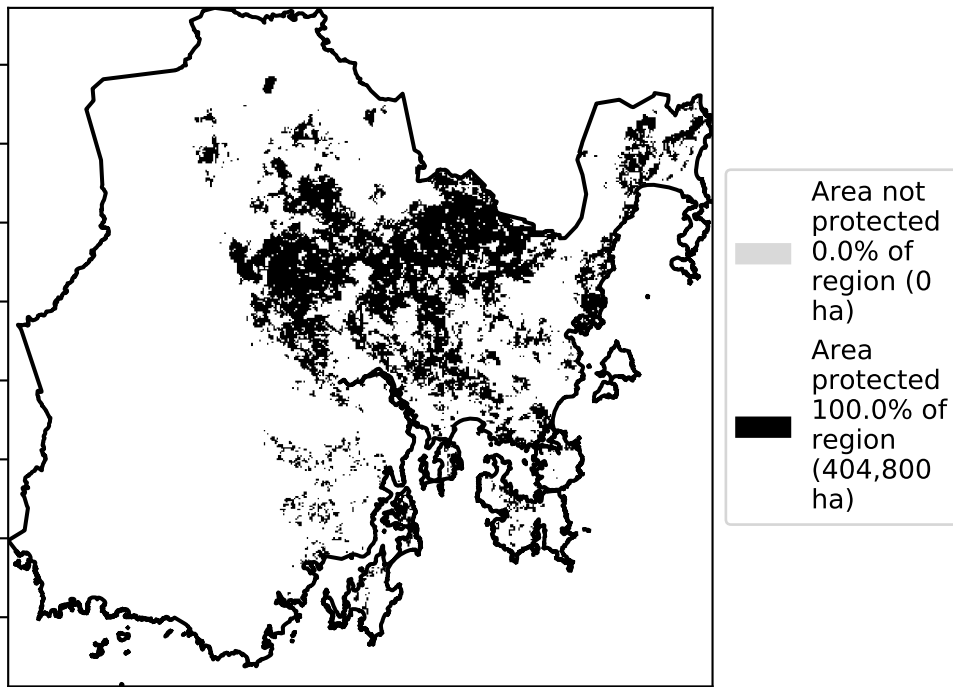 Area not
protected
0.0% of
region (0
ha)
Area
protected
100.0% of
region
(404,800
ha)